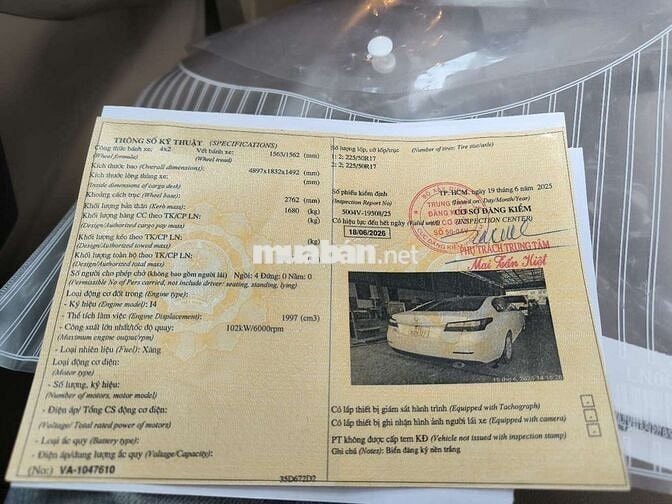 THÔNG SỐ KỸ THUẬT (SPECIFICATIONS)
Công thức bánh xe: 4x2 Vết bánh xe: 1563/1562 (mm)
(Wheel formula) (Wheel tread)
Kích thước bao (Overall dimensions): 4897x1832x1492 (mm)
Kích thước lòng thùng xe: (mm)
(Inside dimensions of cargo deck)
Khoảng cách trục (Wheel base): 2762 (mm)
Khối lượng bản thân (Kerb mass): 1680 (kg)
Khối lượng hàng CC theo TK/CP LN: (kg)
(Design/Authorized cargo pay mass)
Khối lượng kéo theo TK/CP LN:
(Design/Authorized towed mass)
Khối lượng toàn bộ theo TK/CP LN:
(Design/Authorized total mass)
Số người cho phép chở (không bao gồm người lái) Ngồi: 4 Đứng: 0 Nằm: 0
(Permissible No of Pers carried, not include driver: seating, standing, lying)
Loại động cơ đốt trong (Engine type):
- Ký hiệu (Engine model): I4
- Thể tích làm việc (Engine Displacement): 1997 (cm3)
- Công suất lớn nhất/tốc độ quay: 102kW/6000rpm
(Maximum engine output/rpm)
- Loại nhiên liệu (Fuel): Xăng
Loại động cơ điện:
(Motor type)
- Số lượng, ký hiệu:
(Number of motors, motor model)
- Điện áp/ Tổng CS động cơ điện:
(Voltage/ Total rated power of motors)
- Loại ắc quy (Battery type):
- Điện áp/dung lượng ắc quy (Voltage/Capacity):
(No:) VA-1047610
35D672D2
Số lượng lốp, cỡ lốp/trục (Number of tires; Tire size/axle)
1: 2; 225/50R17
2: 2; 225/50R17
Số phiếu kiểm định
(Inspection Report No)
5004V-19508/25
Có hiệu lực đến hết ngày (Valid until)
18/06/2026
TP. HCM, ngày 19 tháng 6 năm 2025
(Issued on: Day/Month/Year)
CƠ SỞ ĐĂNG KIỂM
(INSPECTION CENTER)
TRUNG
ĐĂNG KIỂM
XE CƠ GIỚI
PHỤ TRÁCH TRUNG TÂM
Mai Tấn Kiệt
muaban.net
Có lắp thiết bị giám sát hành trình (Equipped with Tachograph) -
Có lắp thiết bị ghi nhận hình ảnh người lái xe (Equipped with camera) -
PT không được cấp tem KĐ (Vehicle not issued with inspection stamp) -
Ghi chú (Notes): Biển đăng ký nền trắng.